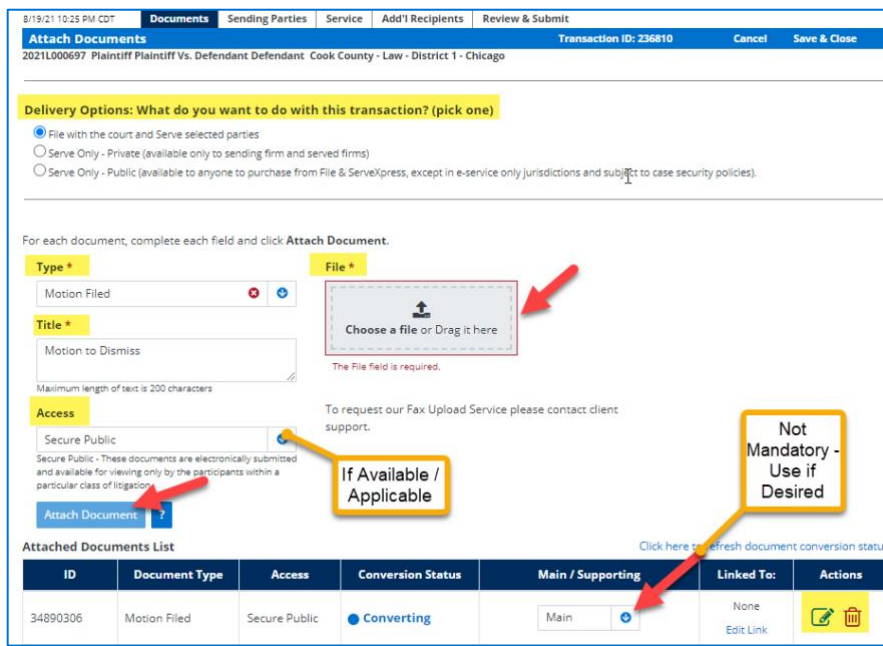 8/19/21 10:25 PM CDT Documents Sending Parties Service Add'l Recipients Review & Submit
Attach Documents Transaction ID: 236810 Cancel Save & Close
2021L000697 Plaintiff Plaintiff Vs. Defendant Defendant Cook County - Law - District 1 - Chicago
Delivery Options: What do you want to do with this transaction? (pick one)
File with the court and Serve selected parties
Serve Only - Private (available only to sending firm and served firms)
Serve Only - Public (available to anyone to purchase from File & ServeXpress, except in e-service only jurisdictions and subject to case security policies).
For each document, complete each field and click Attach Document.
Type *
Motion Filed
Title *
Motion to Dismiss
Maximum length of text is 200 characters
Access
Secure Public
Secure Public - These documents are electronically submitted
and available for viewing only by the participants within a
particular class of litigation
Attach Document ?
File *
Choose a file or Drag it here
The File field is required.
To request our Fax Upload Service please contact client
support.
If Available /
Applicable
Not
Mandatory -
Use if
Desired
Attached Documents List Click here to refresh document conversion statu
ID Document Type Access Conversion Status Main / Supporting Linked To: Actions
34890306 Motion Filed Secure Public Converting Main None
Edit Link